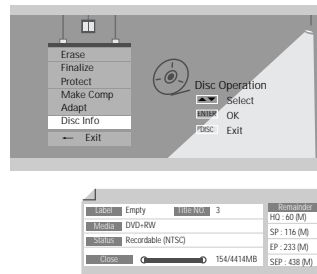 Erase
Finalize
Protect
Make Comp
Adapt
Disc Info
Exit
Disc Operation
Select
ENTER OK
DISC Exit
Label Empty Title NO. 3
Media DVD+RW
Status Recordable (NTSC)
Close 154/4414MB
Remainder
HQ : 60 (M)
SP : 116 (M)
EP : 233 (M)
SEP : 438 (M)